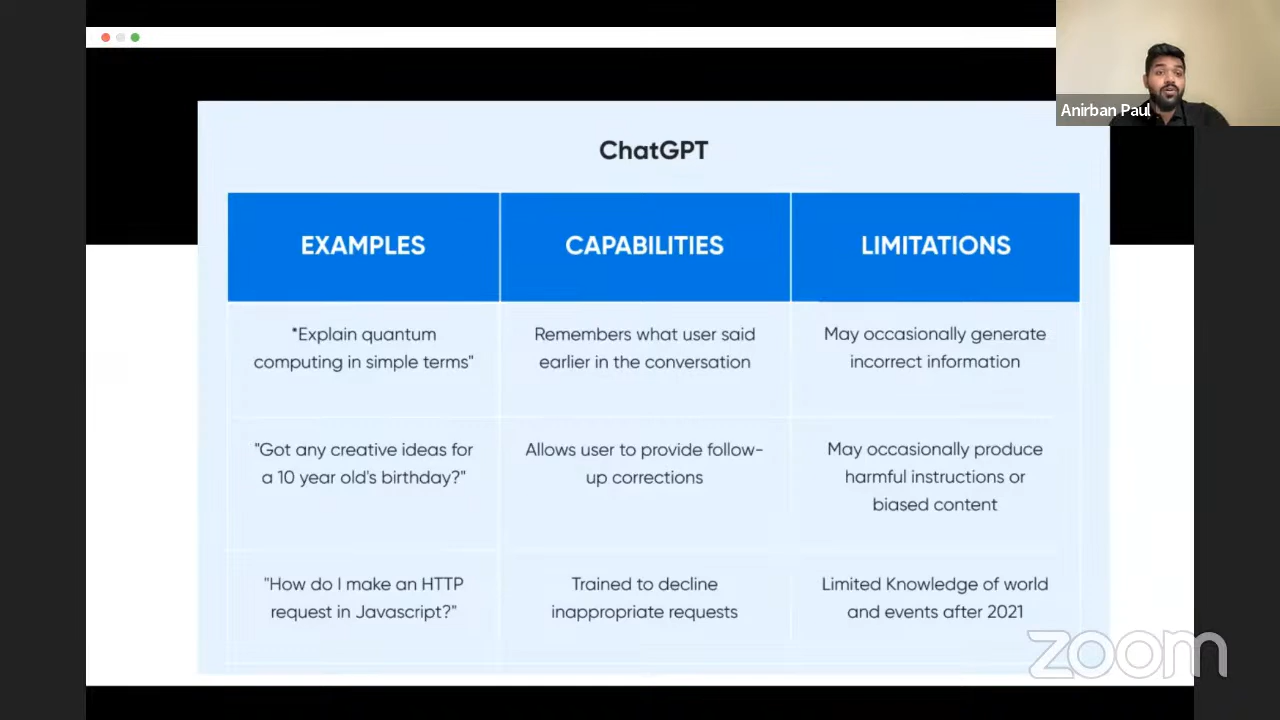 Anirban Paul
ChatGPT
EXAMPLES
CAPABILITIES
LIMITATIONS
"Explain quantum
computing in simple terms"
Remembers what user said
earlier in the conversation
May occasionally generate
incorrect information
"Got any creative ideas for
a 10 year old's birthday?"
Allows user to provide follow-
up corrections
May occasionally produce
harmful instructions or
biased content
"How do I make an HTTP
request in Javascript?"
Trained to decline
inappropriate requests
Limited Knowledge of world
and events after 2021
zoom